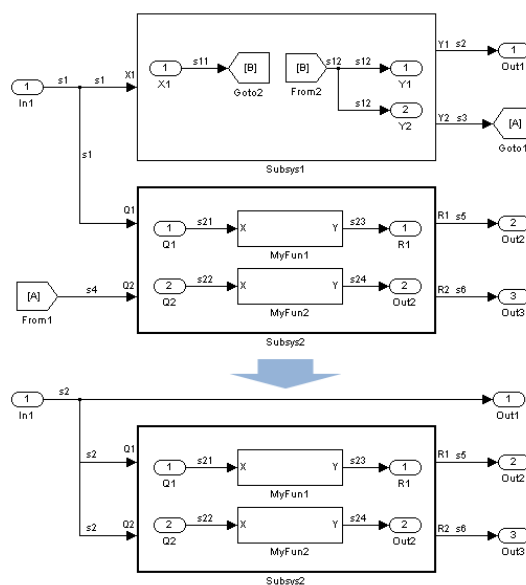 s11 s12 s12 Y1 s2
s1 s1 X1 1 [B] [B] 1 1
1 X1 Goto2 From2 Y1 Out1
In1 s12 Y2 s3
2 [A]
Y2 Goto1
s1
Subsys1
Q1 s21 s23 R1 s5
1 X Y 1 2
Q1 MyFun1 R1 Out2
s4 Q2 s22 s24 R2 s6
[A] 2 X Y 2 3
From1 Q2 MyFun2 Out2 Out3
Subsys2
s2
1 1
In1 Out1
s2 Q1 s21 s23 R1 s5
1 X Y 1 2
Q1 MyFun1 R1 Out2
s2 Q2 s22 s24 R2 s6
2 X Y 2 3
Q2 MyFun2 Out2 Out3
Subsys2